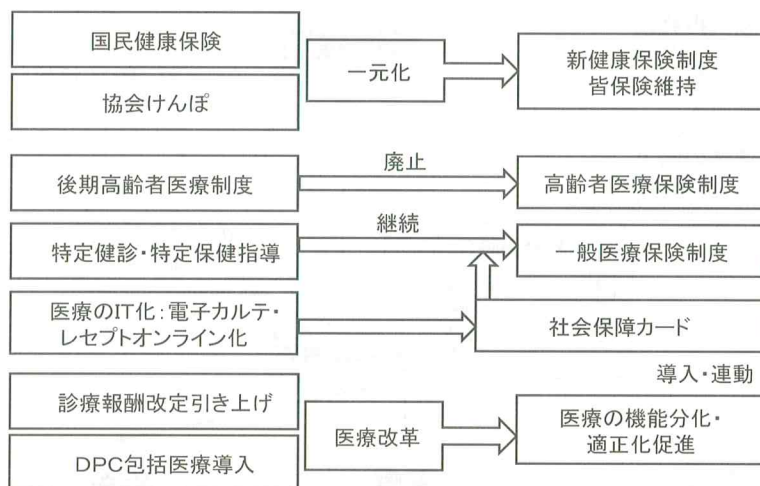 国民健康保険
協会けんぽ
一元化
新健康保険制度
皆保険維持
後期高齢者医療制度
廃止
高齢者医療保険制度
特定健診・特定保健指導
継続
一般医療保険制度
医療のIT化：電子カルテ・
レセプトオンライン化
社会保障カード
導入・連動
診療報酬改定引き上げ
DPC包括医療導入
医療改革
医療の機能分化・
適正化促進